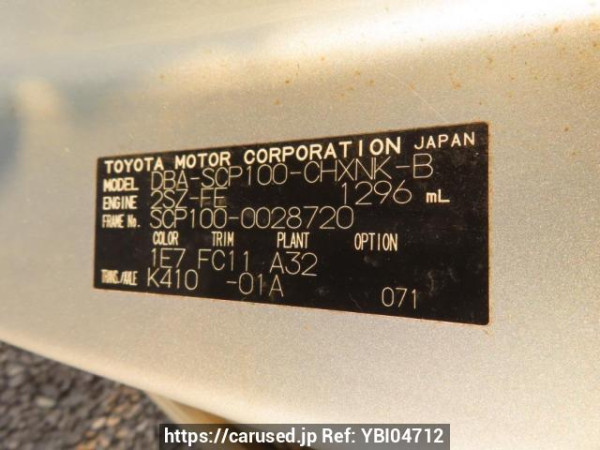 TOYOTA MOTOR CORPORATION JAPAN
MODEL DBA-SCP100-CHXNK-B
ENGINE 2SZ-FE 1296 mL
FRAME No. SCP100-0028720
COLOR TRIM PLANT OPTION
1E7 FC11 A32
TRANS./AXLE K410 -01A 071
https://carused.jp Ref: YBI04712